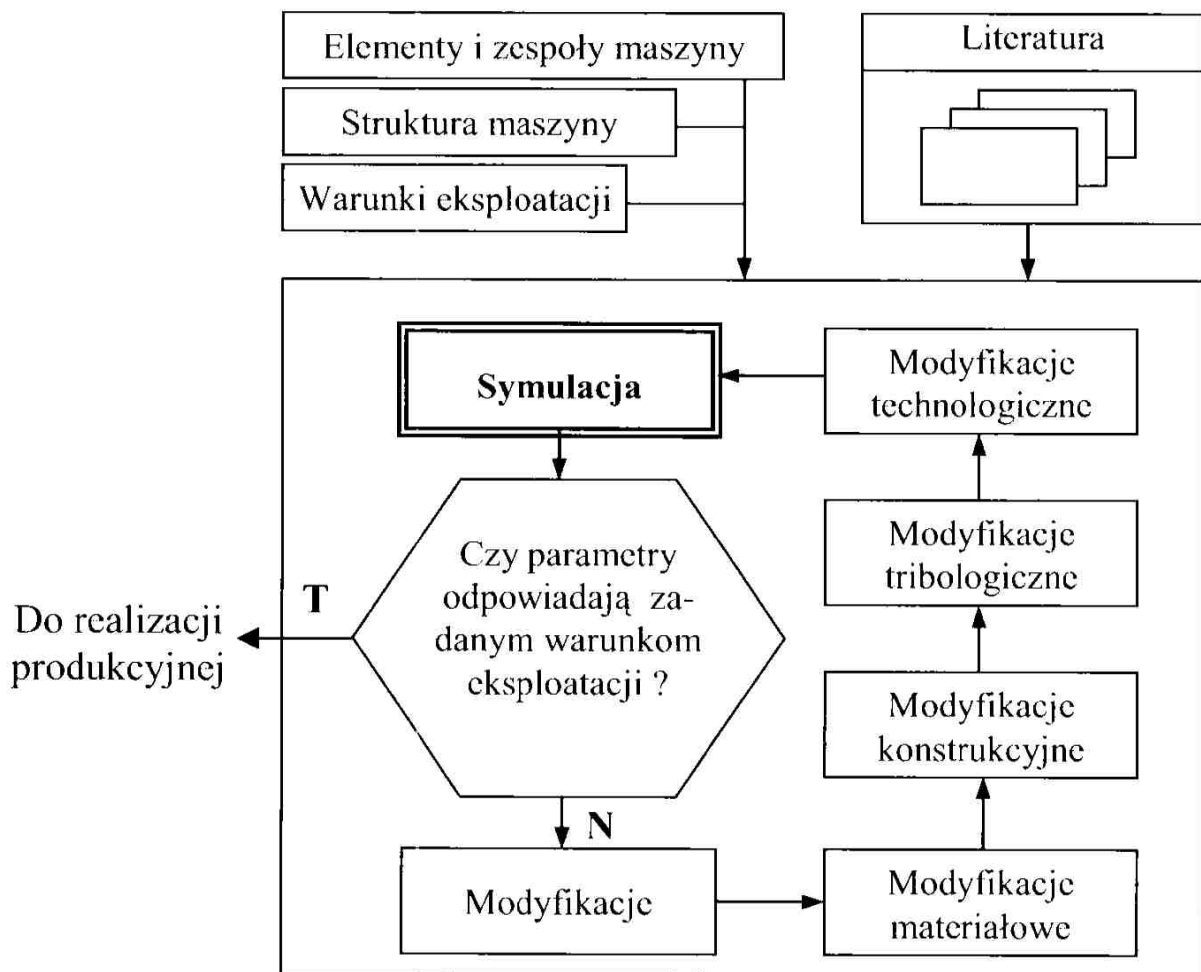 Elementy i zespoły maszyny
Struktura maszyny
Warunki eksploatacji
Literatura
Symulacja
Czy parametry
odpowiadają za-
danym warunkom
eksploatacji ?
T
Do realizacji
produkcyjnej
N
Modyfikacje
Modyfikacje
materiałowe
Modyfikacje
konstrukcyjne
Modyfikacje
tribologiczne
Modyfikacje
technologiczne